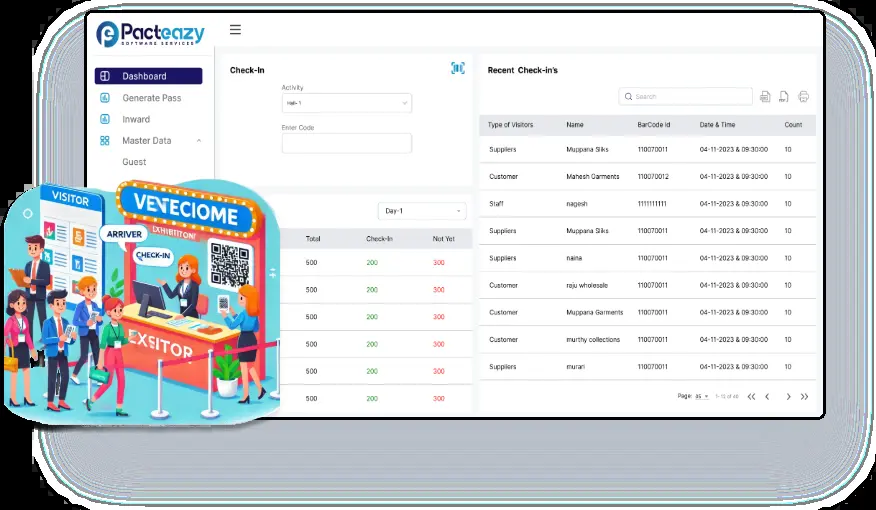 Pacteazy
SOFTWARE SERVICES
Dashboard
Generate Pass
Inward
Master Data
Guest
Check-In
Activity
Hall- 1
Enter Code
Day-1
Total Check-In Not Yet
500 200 300
500 200 300
500 200 300
500 200 300
500 200 300
500 200 300
Recent Check-in's
Search
Type of Visitors Name BarCode Id Date & Time Count
Suppliers Muppana Sliks 110070011 04-11-2023 & 09:30:00 10
Customer Mahesh Garments 110070012 04-11-2023 & 09:30:00 10
Staff nagesh 1111111111 04-11-2023 & 09:30:00 10
Suppliers Muppana Sliks 110070011 04-11-2023 & 09:30:00 10
Suppliers naina 110070011 04-11-2023 & 09:30:00 10
Customer raju wholesale 110070011 04-11-2023 & 09:30:00 10
Customer Muppana Garments 110070011 04-11-2023 & 09:30:00 10
Customer murthy collections 110070011 04-11-2023 & 09:30:00 10
Suppliers murari 110070011 04-11-2023 & 09:30:00 10
Page: 1-12 of 48
VISITOR
VEṄTECIOME
EXHIBITION
ARRIVER
CHECK-IN
EXSITOR